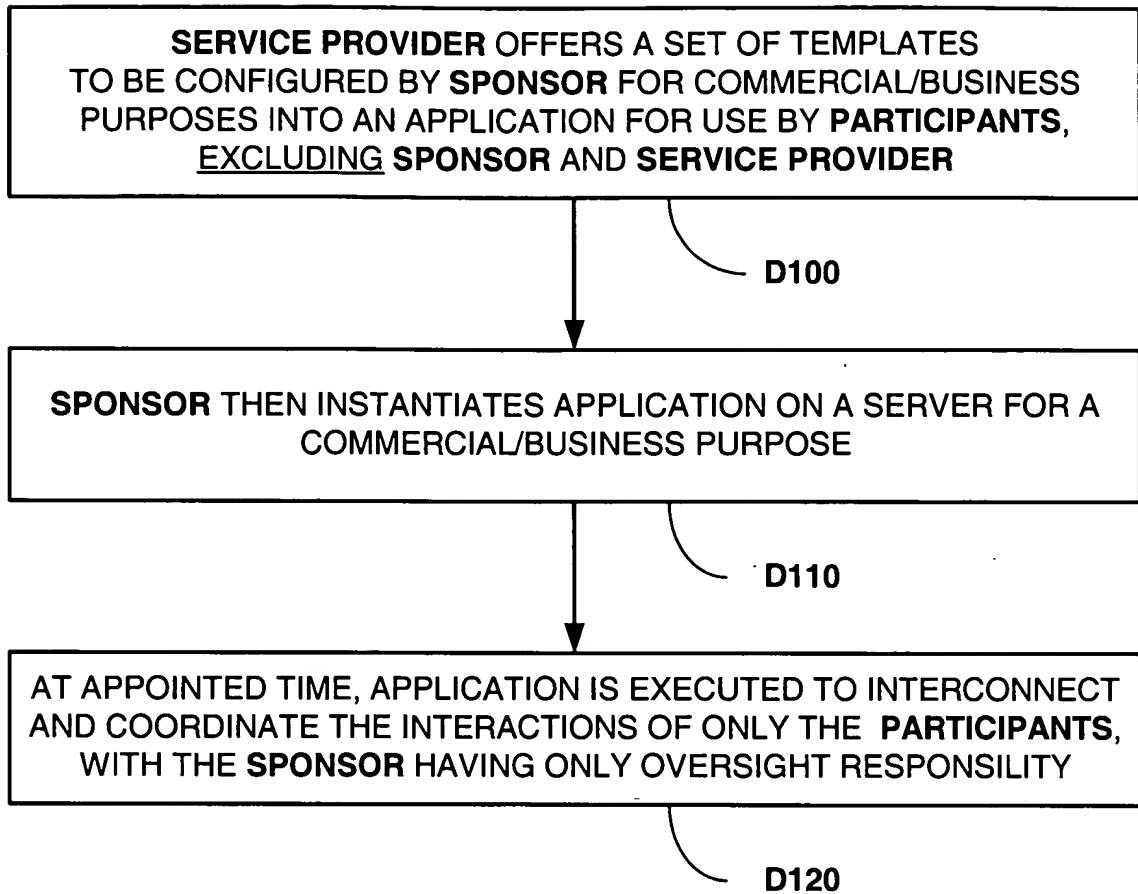 SERVICE PROVIDER OFFERS A SET OF TEMPLATES
TO BE CONFIGURED BY SPONSOR FOR COMMERCIAL/BUSINESS
PURPOSES INTO AN APPLICATION FOR USE BY PARTICIPANTS,
EXCLUDING SPONSOR AND SERVICE PROVIDER
D100
SPONSOR THEN INSTANTIATES APPLICATION ON A SERVER FOR A
COMMERCIAL/BUSINESS PURPOSE
D110
AT APPOINTED TIME, APPLICATION IS EXECUTED TO INTERCONNECT
AND COORDINATE THE INTERACTIONS OF ONLY THE PARTICIPANTS,
WITH THE SPONSOR HAVING ONLY OVERSIGHT RESPONSILITY
D120